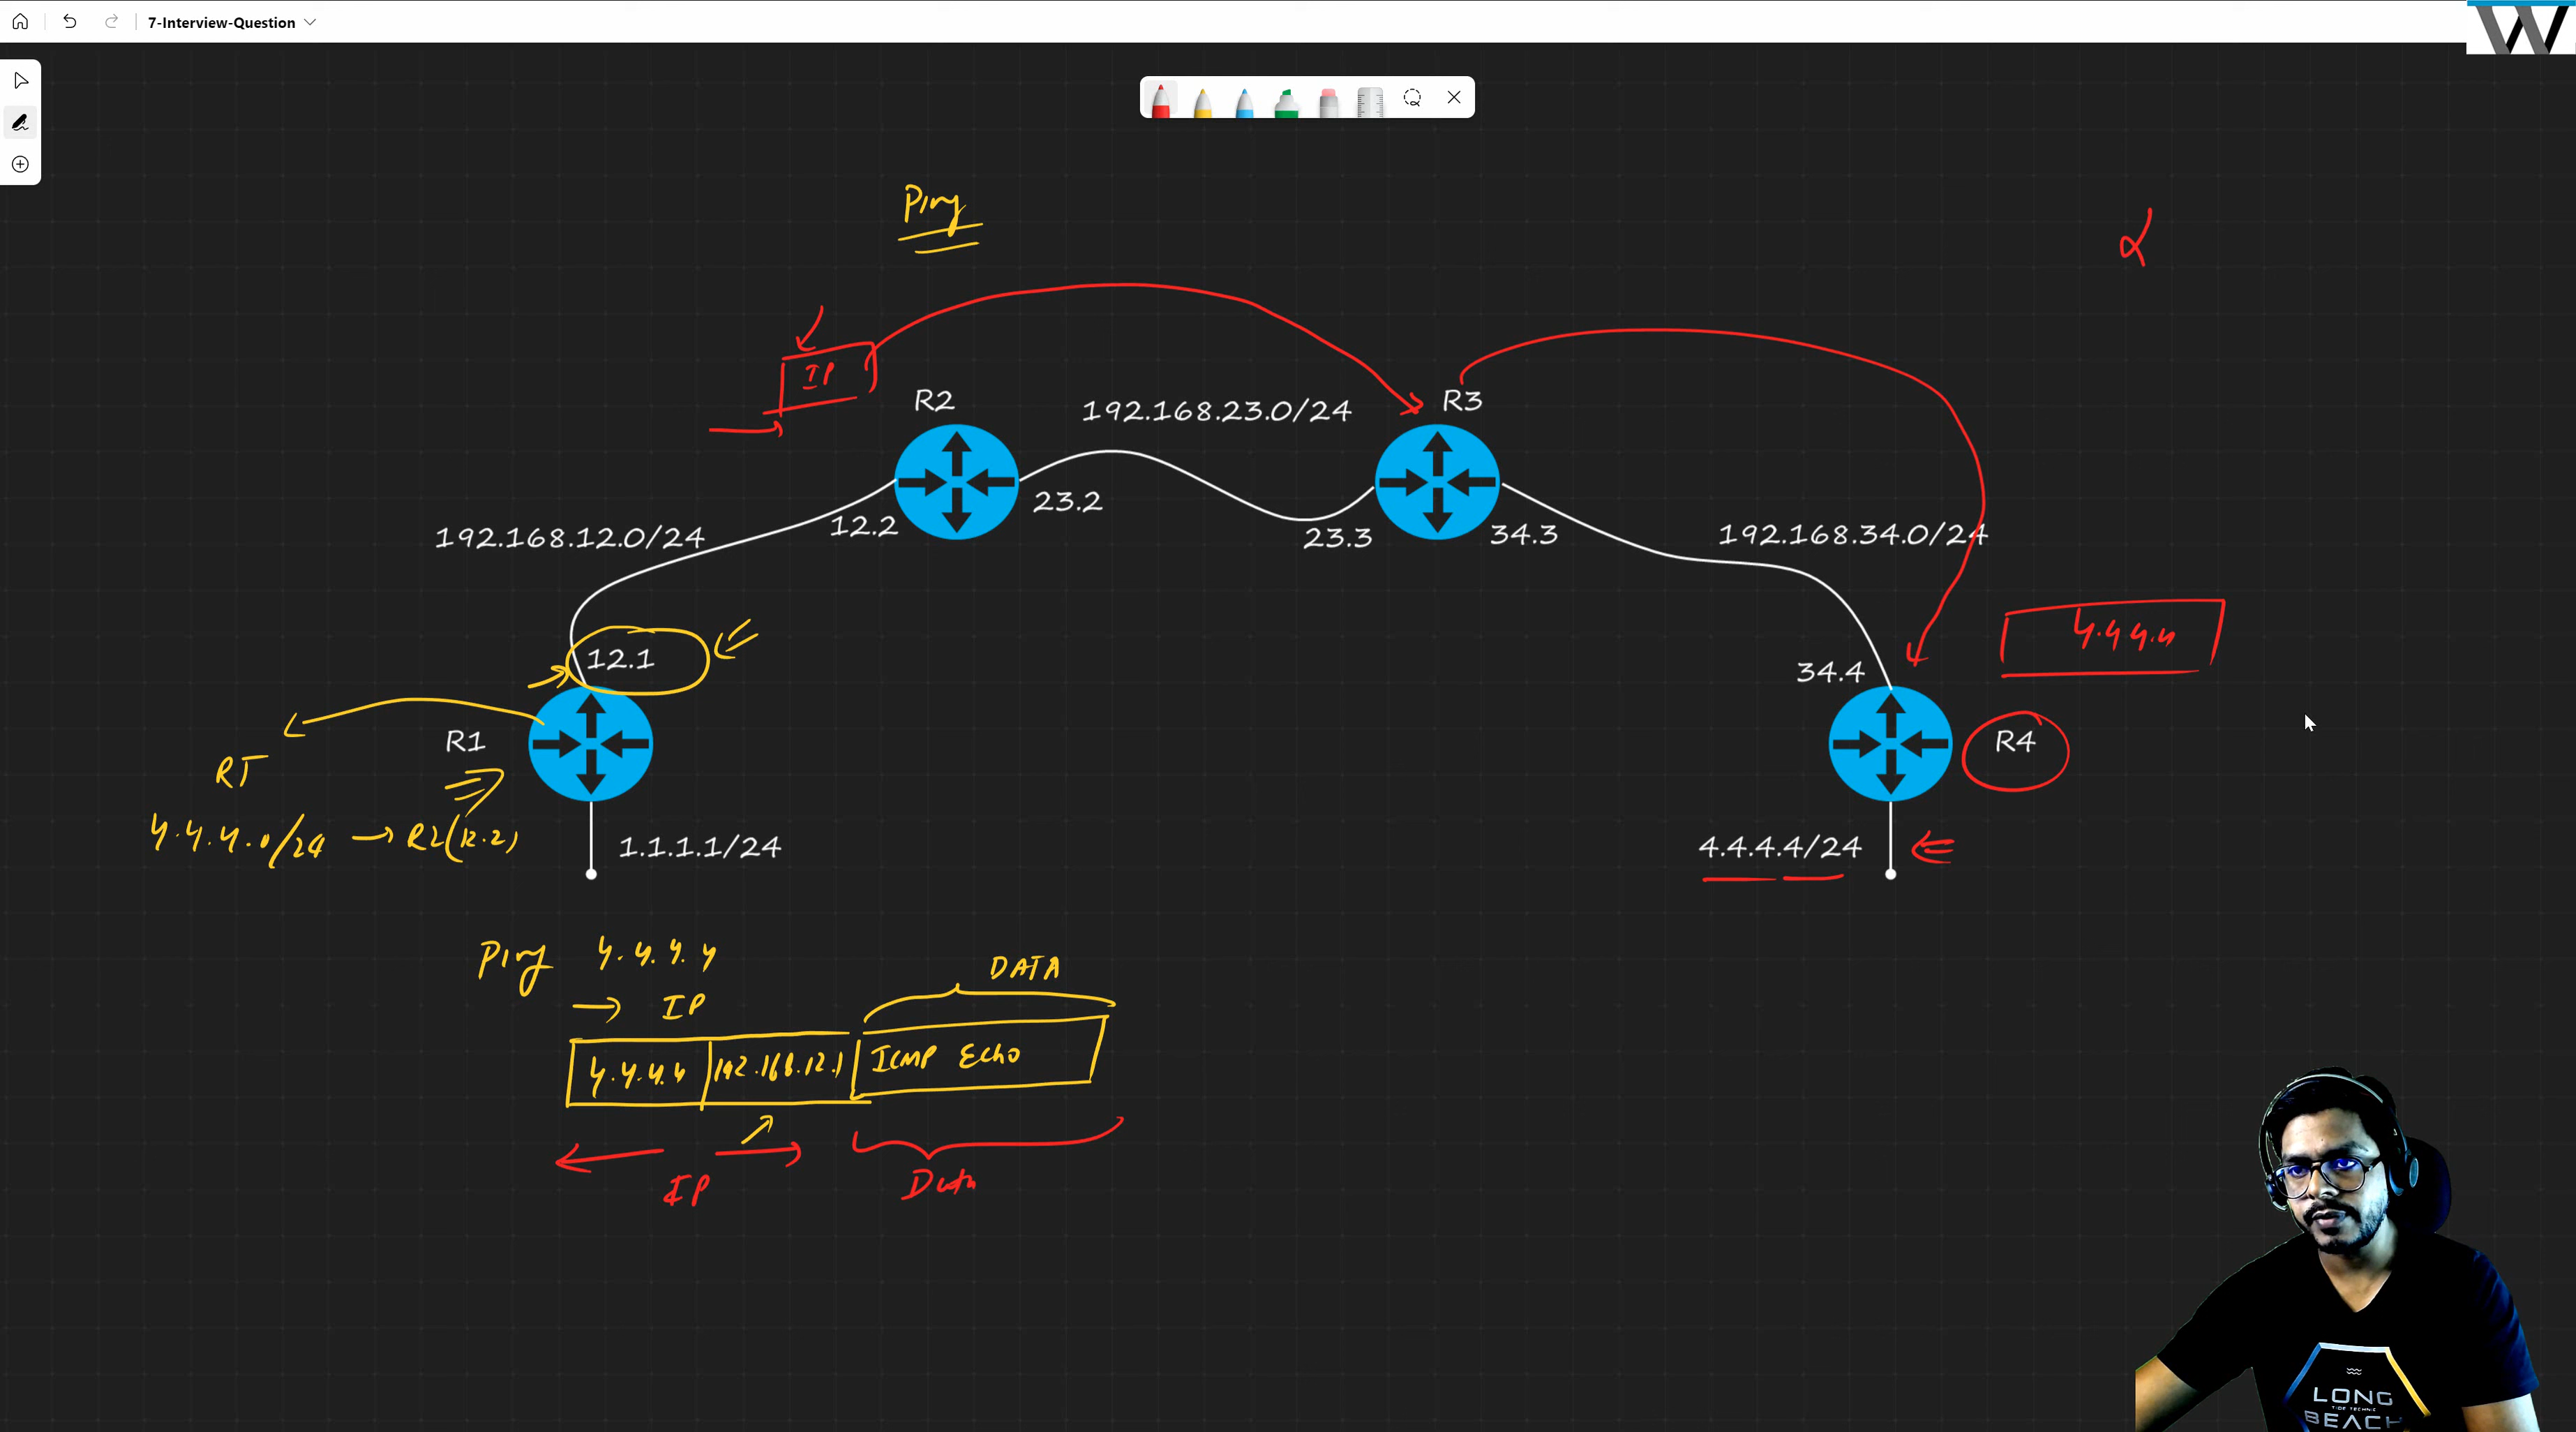 7-Interview-Question
W
Ping
IP
R2
192.168.23.0/24
R3
23.2
12.2
23.3
34.3
192.168.12.0/24
192.168.34.0/24
12.1
4.4.4.4
34.4
R1
R4
RT
4.4.4.0/24 → R2(12.2)
1.1.1.1/24
4.4.4.4/24
Ping 4.4.4.4
DATA
→ IP
4.4.4.4 192.168.12.1 ICMP Echo
IP
Data
LONG
TIDE TECHNIC
BEACH